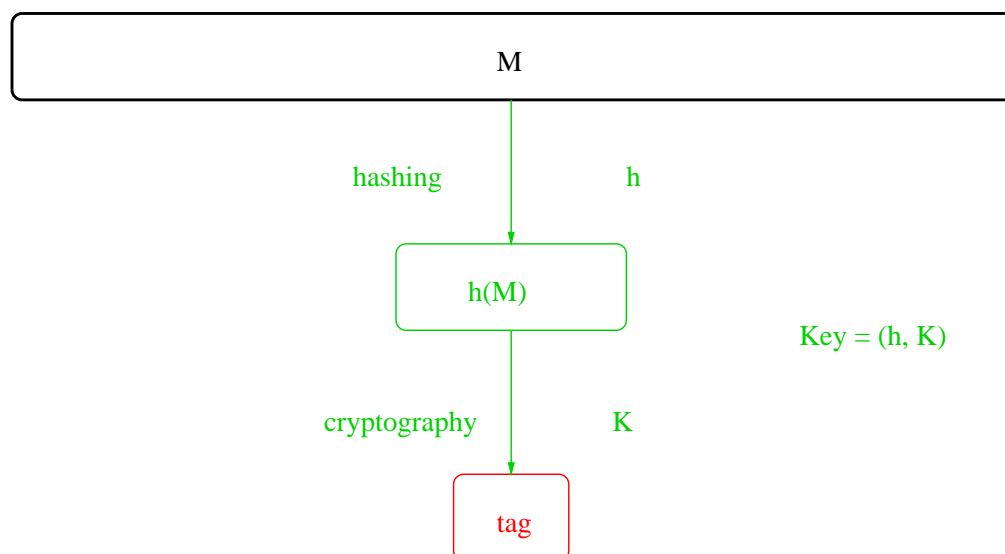 M
hashing h
h(M)
Key = (h, K)
cryptography K
tag